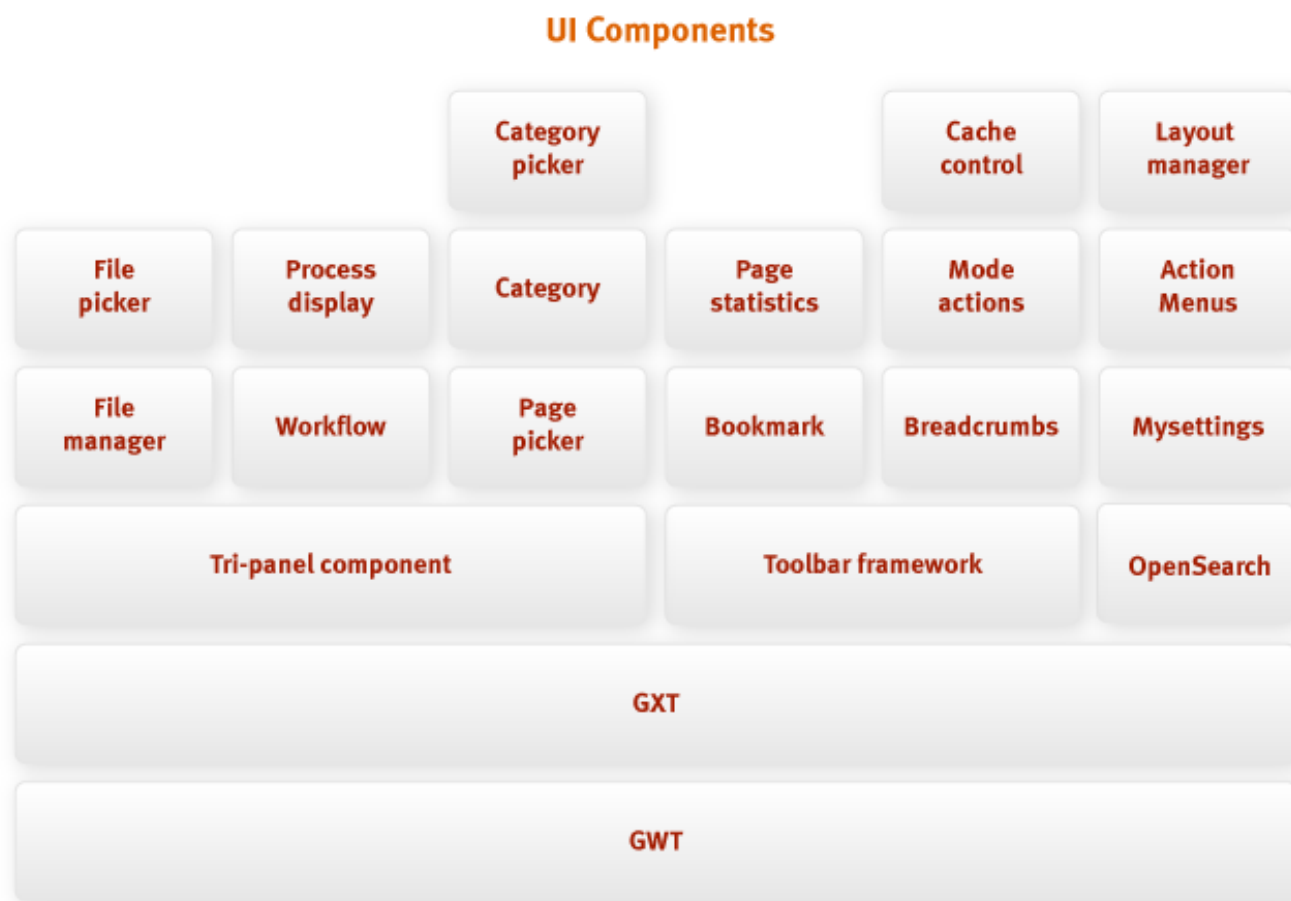 UI Components
Category
picker
Cache
control
Layout
manager
File
picker
Process
display
Category
Page
statistics
Mode
actions
Action
Menus
File
manager
Workflow
Page
picker
Bookmark
Breadcrumbs
Mysettings
Tri-panel component
Toolbar framework
OpenSearch
GXT
GWT